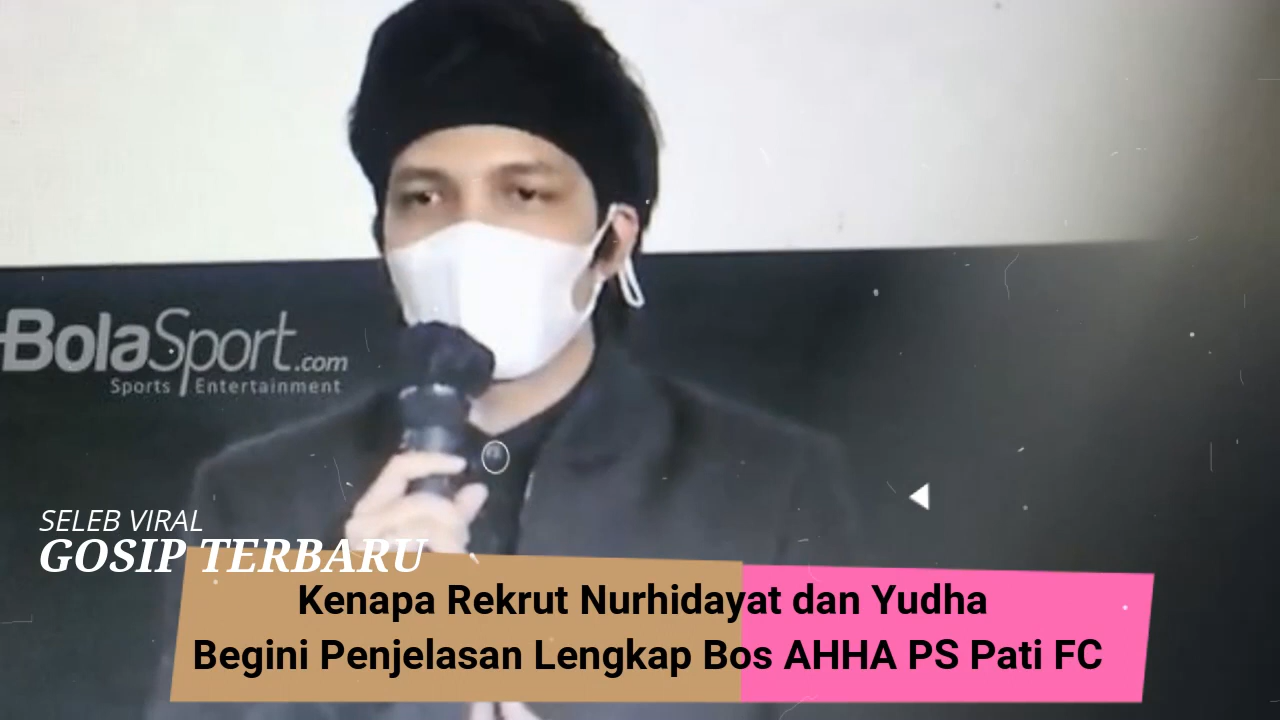 BolaSport.com
Sports Entertainment
SELEB VIRAL
GOSIP TERBARU
Kenapa Rekrut Nurhidayat dan Yudha
Begini Penjelasan Lengkap Bos AHHA PS Pati FC